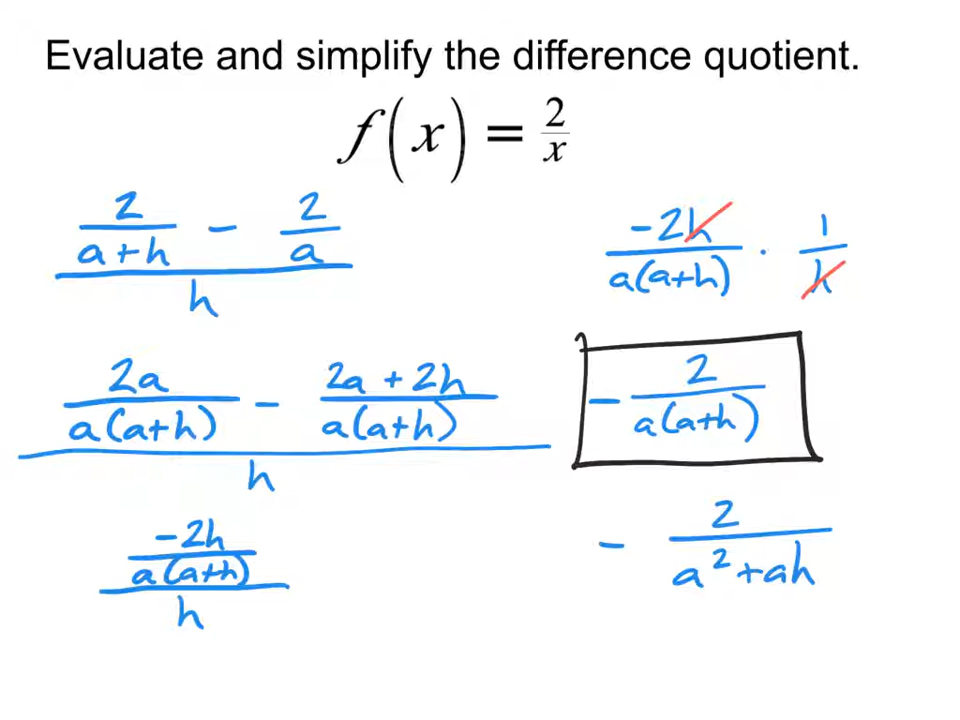 Evaluate and simplify the difference quotient.
f(x) = 2/x
(2/(a+h) - 2/a)/h
(2a/(a(a+h)) - (2a + 2h)/(a(a+h)))/h
(-2h/(a(a+h)))/h
-2h/(a(a+h)) · 1/h
- 2/(a(a+h))
- 2/(a²+ah)